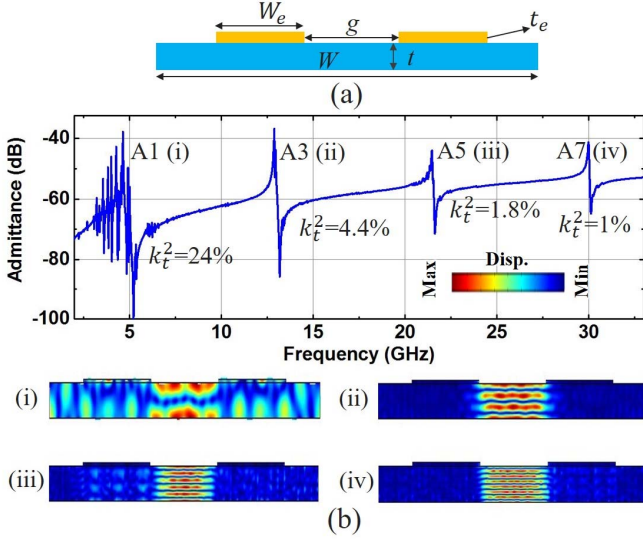 W_e
g
t_e
W
t
(a)
-40
-60
-80
-100
Admittance (dB)
A1 (i)
A3 (ii)
A5 (iii)
A7 (iv)
k_t^2=24%
k_t^2=4.4%
k_t^2=1.8%
k_t^2=1%
Disp.
Max
Min
5 10 15 20 25 30
Frequency (GHz)
(i)
(ii)
(iii)
(iv)
(b)